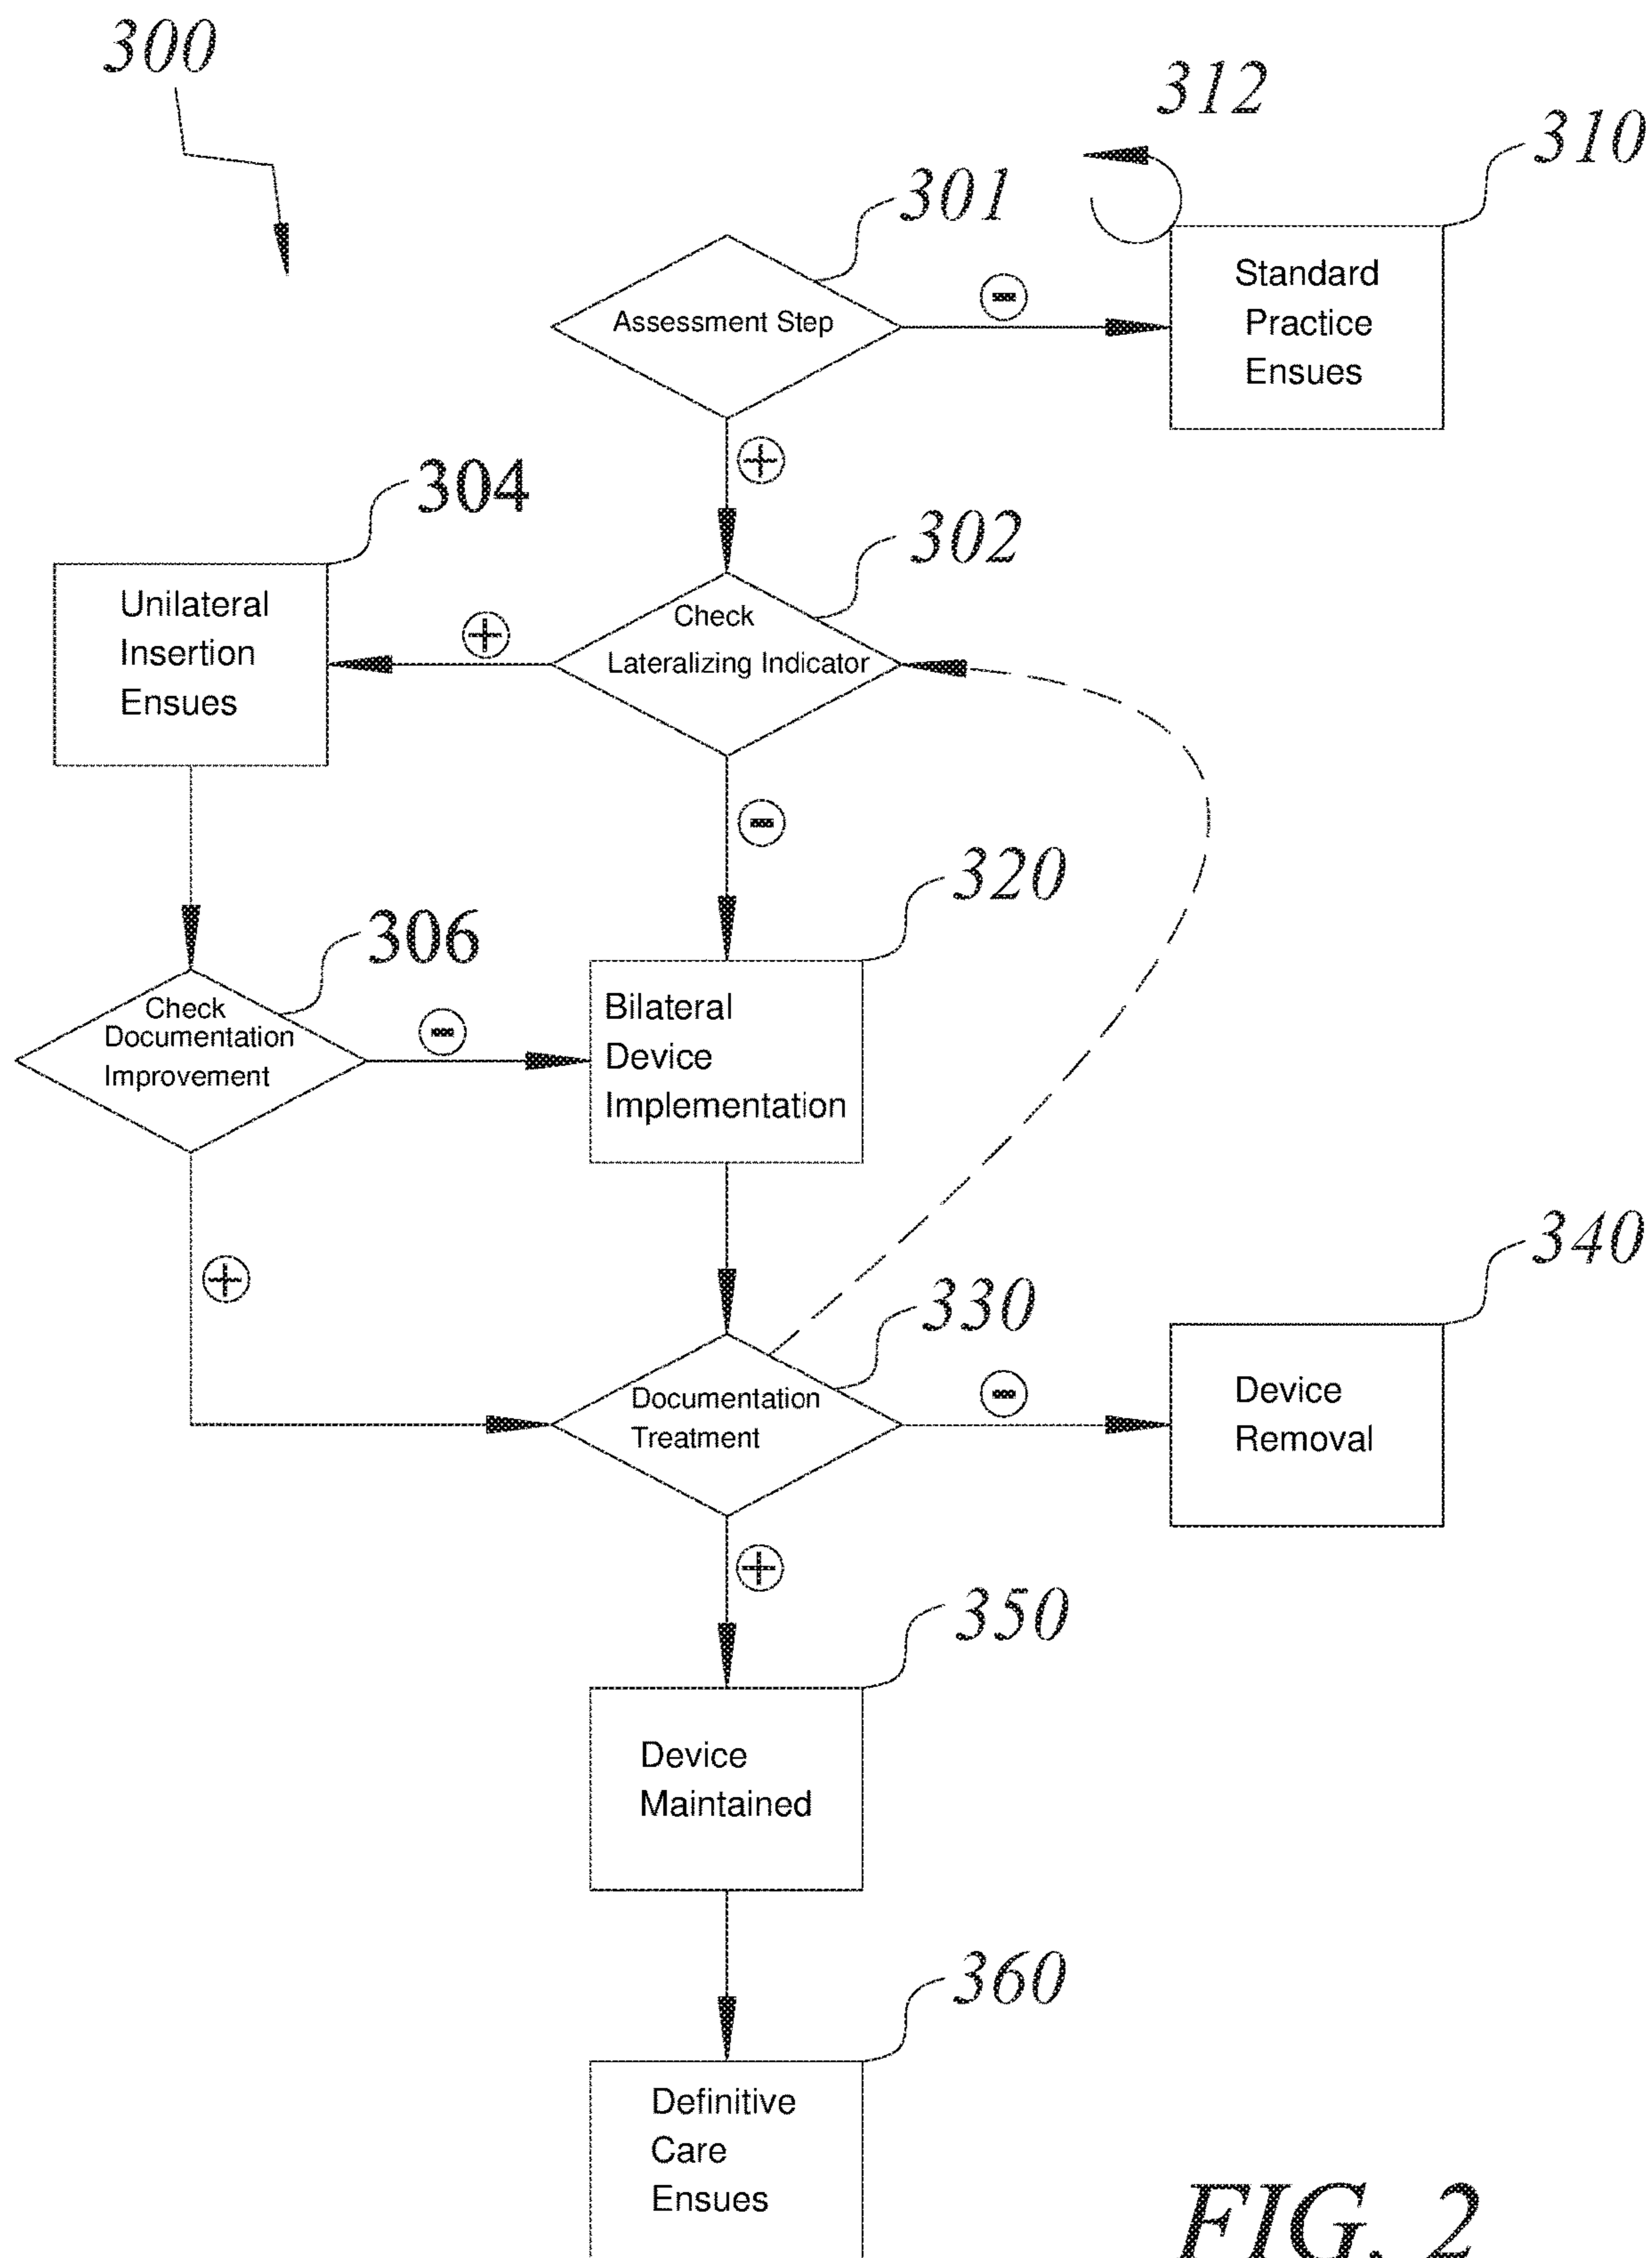 300
312
310
301
Assessment Step
-
Standard
Practice
Ensues
+
304
302
Unilateral
Insertion
Ensues
+
Check
Lateralizing Indicator
-
320
306
Check
Documentation
Improvement
-
Bilateral
Device
Implementation
+
340
330
Documentation
Treatment
-
Device
Removal
+
350
Device
Maintained
360
Definitive
Care
Ensues
FIG. 2